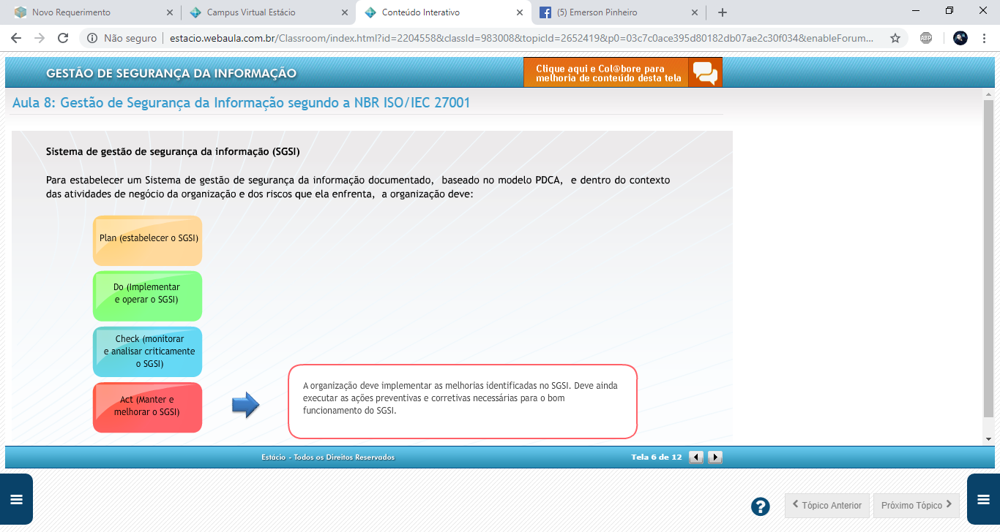 Novo Requerimento
Campus Virtual Estácio
Conteúdo Interativo
(5) Emerson Pinheiro
Não seguro
estacio.webaula.com.br/Classroom/index.html?id=2204558&classId=983008&topicId=2652419&p0=03c7c0ace395d80182db07ae2c30f034&enableForum...
ABP
GESTÃO DE SEGURANÇA DA INFORMAÇÃO
Clique aqui e Col@bore para
melhoria de conteúdo desta tela
Aula 8: Gestão de Segurança da Informação segundo a NBR ISO/IEC 27001
Sistema de gestão de segurança da informação (SGSI)
Para estabelecer um Sistema de gestão de segurança da informação documentado, baseado no modelo PDCA, e dentro do contexto
das atividades de negócio da organização e dos riscos que ela enfrenta, a organização deve:
Plan (estabelecer o SGSI)
Do (Implementar
e operar o SGSI)
Check (monitorar
e analisar criticamente
o SGSI)
Act (Manter e
melhorar o SGSI)
A organização deve implementar as melhorias identificadas no SGSI. Deve ainda
executar as ações preventivas e corretivas necessárias para o bom
funcionamento do SGSI.
Estácio - Todos os Direitos Reservados
Tela 6 de 12
?
Tópico Anterior
Próximo Tópico